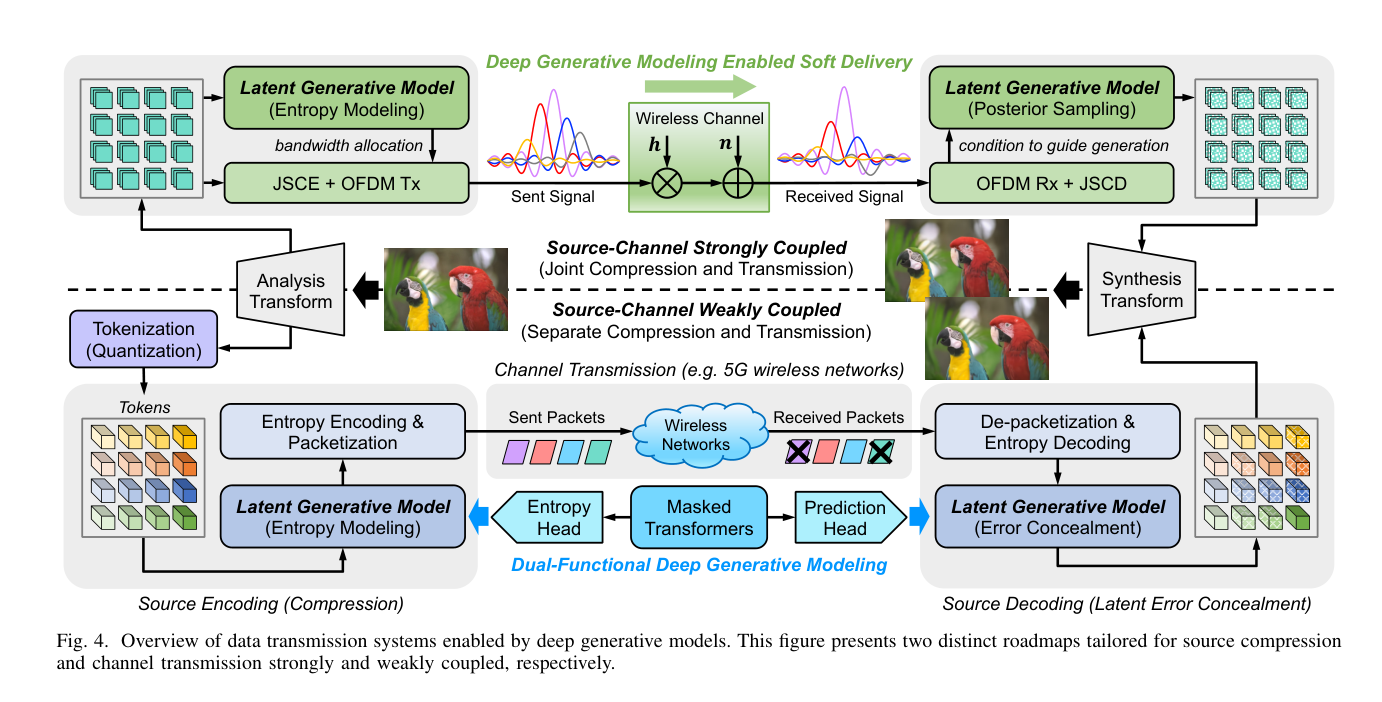 Deep Generative Modeling Enabled Soft Delivery
Latent Generative Model
(Entropy Modeling)
bandwidth allocation
JSCE + OFDM Tx
Sent Signal
Wireless Channel
h
n
Received Signal
Latent Generative Model
(Posterior Sampling)
condition to guide generation
OFDM Rx + JSCD
Analysis
Transform
Source-Channel Strongly Coupled
(Joint Compression and Transmission)
Source-Channel Weakly Coupled
(Separate Compression and Transmission)
Synthesis
Transform
Tokenization
(Quantization)
Channel Transmission (e.g. 5G wireless networks)
Tokens
Entropy Encoding &
Packetization
Latent Generative Model
(Entropy Modeling)
Sent Packets
Wireless
Networks
Received Packets
Entropy
Head
Masked
Transformers
Prediction
Head
Dual-Functional Deep Generative Modeling
De-packetization &
Entropy Decoding
Latent Generative Model
(Error Concealment)
Source Encoding (Compression)
Source Decoding (Latent Error Concealment)
Fig. 4. Overview of data transmission systems enabled by deep generative models. This figure presents two distinct roadmaps tailored for source compression
and channel transmission strongly and weakly coupled, respectively.